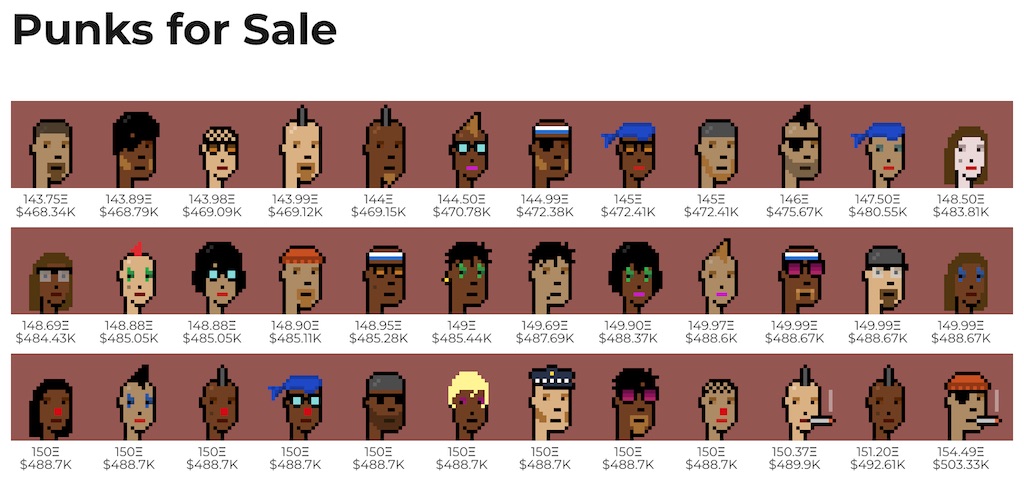 Punks for Sale
143.75Ξ 143.89Ξ 143.98Ξ 143.99Ξ 144Ξ 144.50Ξ 144.99Ξ 145Ξ 145Ξ 146Ξ 147.50Ξ 148.50Ξ
$468.34K $468.79K $469.09K $469.12K $469.15K $470.78K $472.38K $472.41K $472.41K $475.67K $480.55K $483.81K
148.69Ξ 148.88Ξ 148.88Ξ 148.90Ξ 148.95Ξ 149Ξ 149.69Ξ 149.90Ξ 149.97Ξ 149.99Ξ 149.99Ξ 149.99Ξ
$484.43K $485.05K $485.05K $485.11K $485.28K $485.44K $487.69K $488.37K $488.6K $488.67K $488.67K $488.67K
150Ξ 150Ξ 150Ξ 150Ξ 150Ξ 150Ξ 150Ξ 150Ξ 150Ξ 150.37Ξ 151.20Ξ 154.49Ξ
$488.7K $488.7K $488.7K $488.7K $488.7K $488.7K $488.7K $488.7K $488.7K $489.9K $492.61K $503.33K